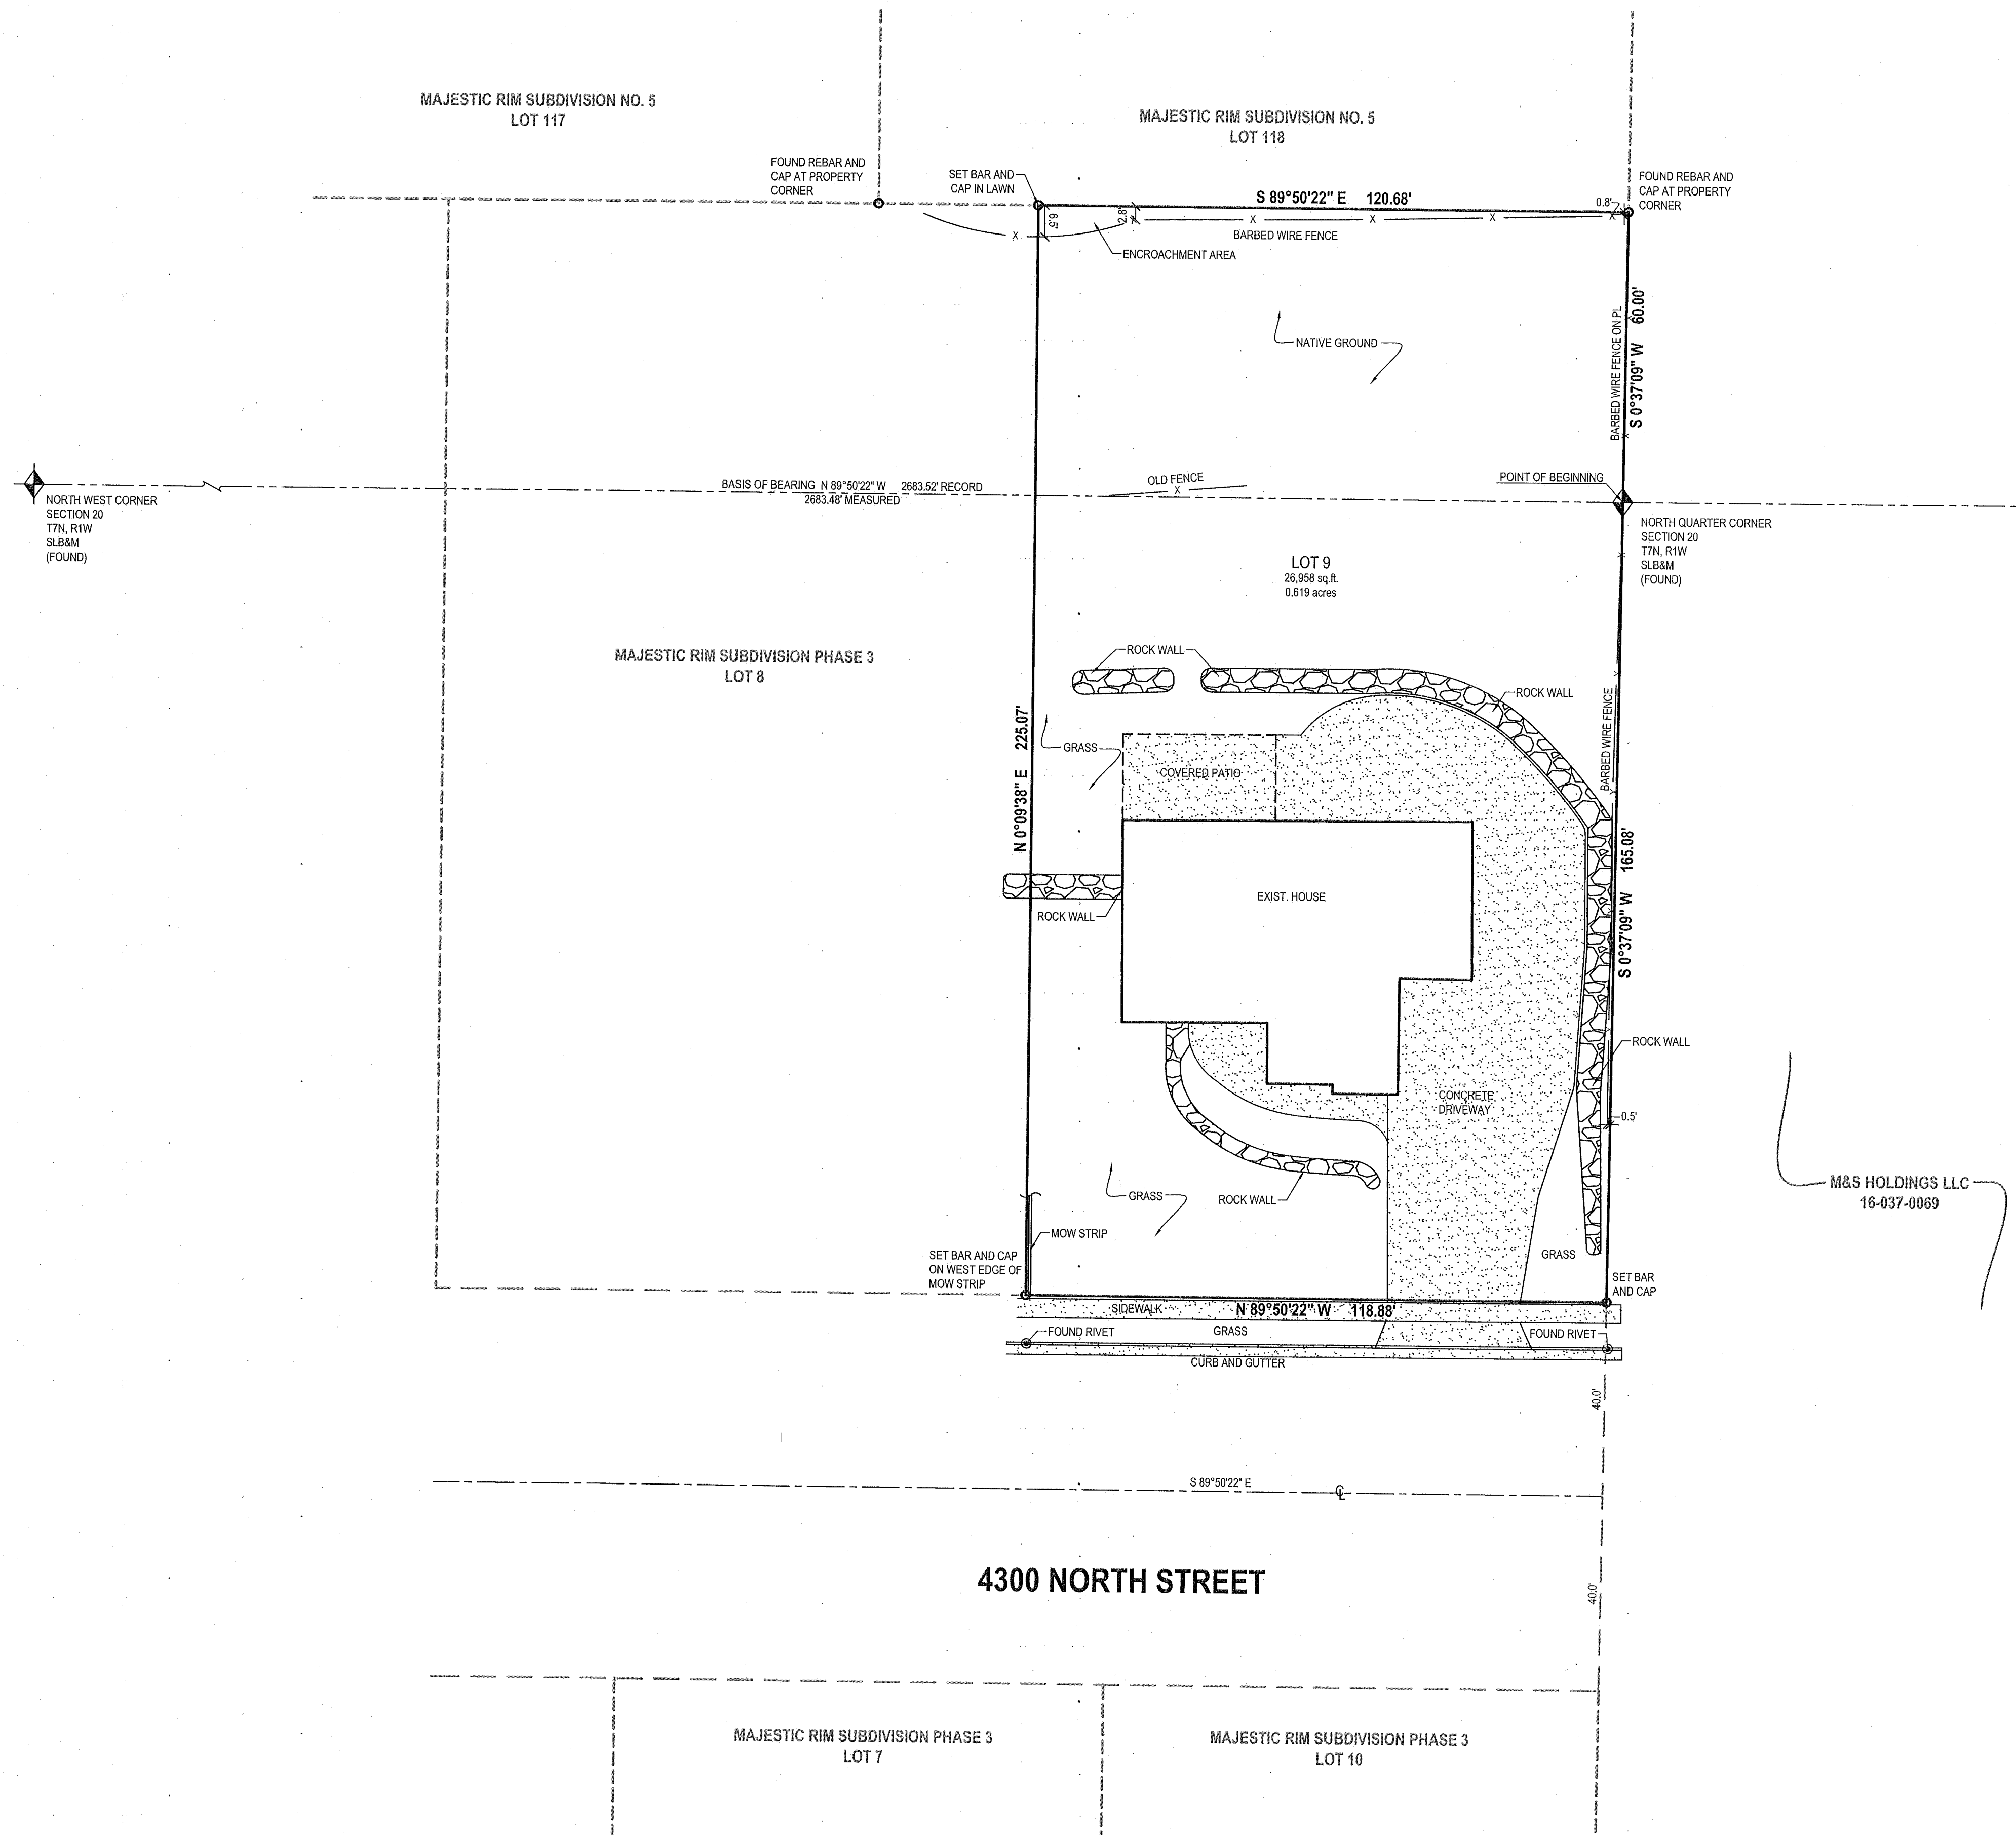 MAJESTIC RIM SUBDIVISION NO. 5
LOT 117
MAJESTIC RIM SUBDIVISION NO. 5
LOT 118
FOUND REBAR AND
CAP AT PROPERTY
CORNER
SET BAR AND
CAP IN LAWN
S 89°50'22" E 120.68'
0.8'
FOUND REBAR AND
CAP AT PROPERTY
CORNER
6.5'
2.8'
X X X X X
BARBED WIRE FENCE
ENCROACHMENT AREA
NATIVE GROUND
BARBED WIRE FENCE ON PL
S 0°37'09" W 60.00'
NORTH WEST CORNER
SECTION 20
T7N, R1W
SLB&M
(FOUND)
BASIS OF BEARING N 89°50'22" W 2683.52' RECORD
2683.48' MEASURED
OLD FENCE
X
POINT OF BEGINNING
NORTH QUARTER CORNER
SECTION 20
T7N, R1W
SLB&M
(FOUND)
LOT 9
26,958 sq.ft.
0.619 acres
MAJESTIC RIM SUBDIVISION PHASE 3
LOT 8
ROCK WALL
ROCK WALL
BARBED WIRE FENCE
N 0°09'38" E 225.07'
GRASS
COVERED PATIO
S 0°37'09" W 165.08'
EXIST. HOUSE
ROCK WALL
ROCK WALL
CONCRETE
DRIVEWAY
0.5'
M&S HOLDINGS LLC
16-037-0069
GRASS
ROCK WALL
MOW STRIP
GRASS
SET BAR AND CAP
ON WEST EDGE OF
MOW STRIP
SET BAR
AND CAP
SIDEWALK
N 89°50'22" W 118.88'
FOUND RIVET
GRASS
FOUND RIVET
CURB AND GUTTER
40.0'
S 89°50'22" E
CL
4300 NORTH STREET
40.0'
MAJESTIC RIM SUBDIVISION PHASE 3
LOT 7
MAJESTIC RIM SUBDIVISION PHASE 3
LOT 10